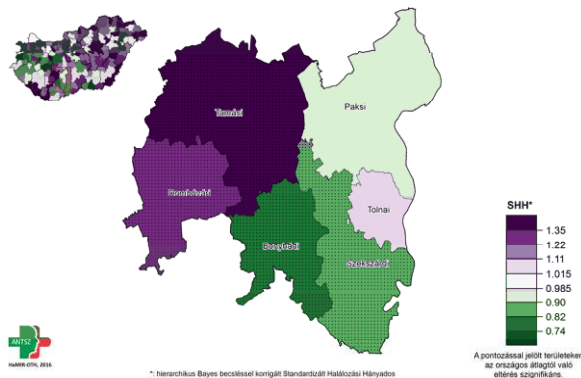 Tamási
Paksi
Dombóvári
Tolnai
Bonyhádi
Szekszárdi
SHH*
1.35
1.22
1.11
1.015
0.985
0.90
0.82
0.74
ÁNTSZ
HaMIR-OTH, 2016
A pontozással jelölt területeken
az országos átlagtól való
eltérés szignifikáns.
*: hierarchikus Bayes becsléssel korrigált Standardizált Halálozási Hányados